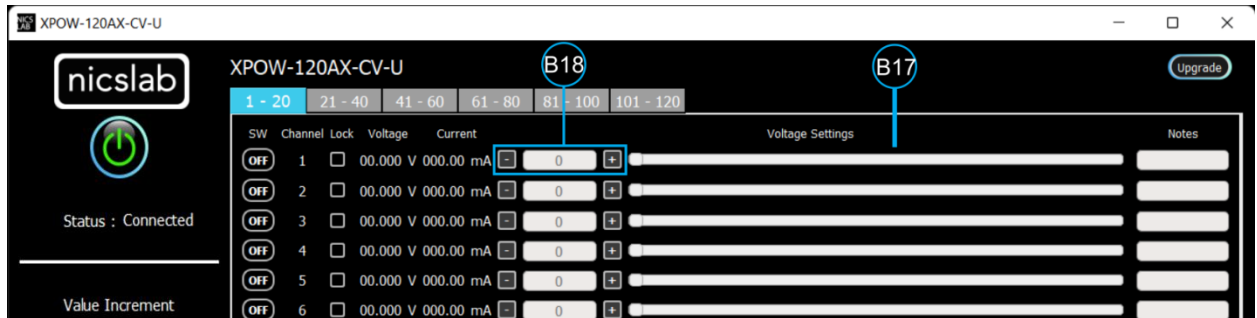 NICS LAB XPOW-120AX-CV-U
nicslab
XPOW-120AX-CV-U
B18
B17
Upgrade
1 - 20 21 - 40 41 - 60 61 - 80 81 - 100 101 - 120
SW Channel Lock Voltage Current Voltage Settings Notes
OFF 1 00.000 V 000.00 mA - 0 +
OFF 2 00.000 V 000.00 mA - 0 +
Status : Connected
OFF 3 00.000 V 000.00 mA - 0 +
OFF 4 00.000 V 000.00 mA - 0 +
OFF 5 00.000 V 000.00 mA - 0 +
Value Increment
OFF 6 00.000 V 000.00 mA - 0 +